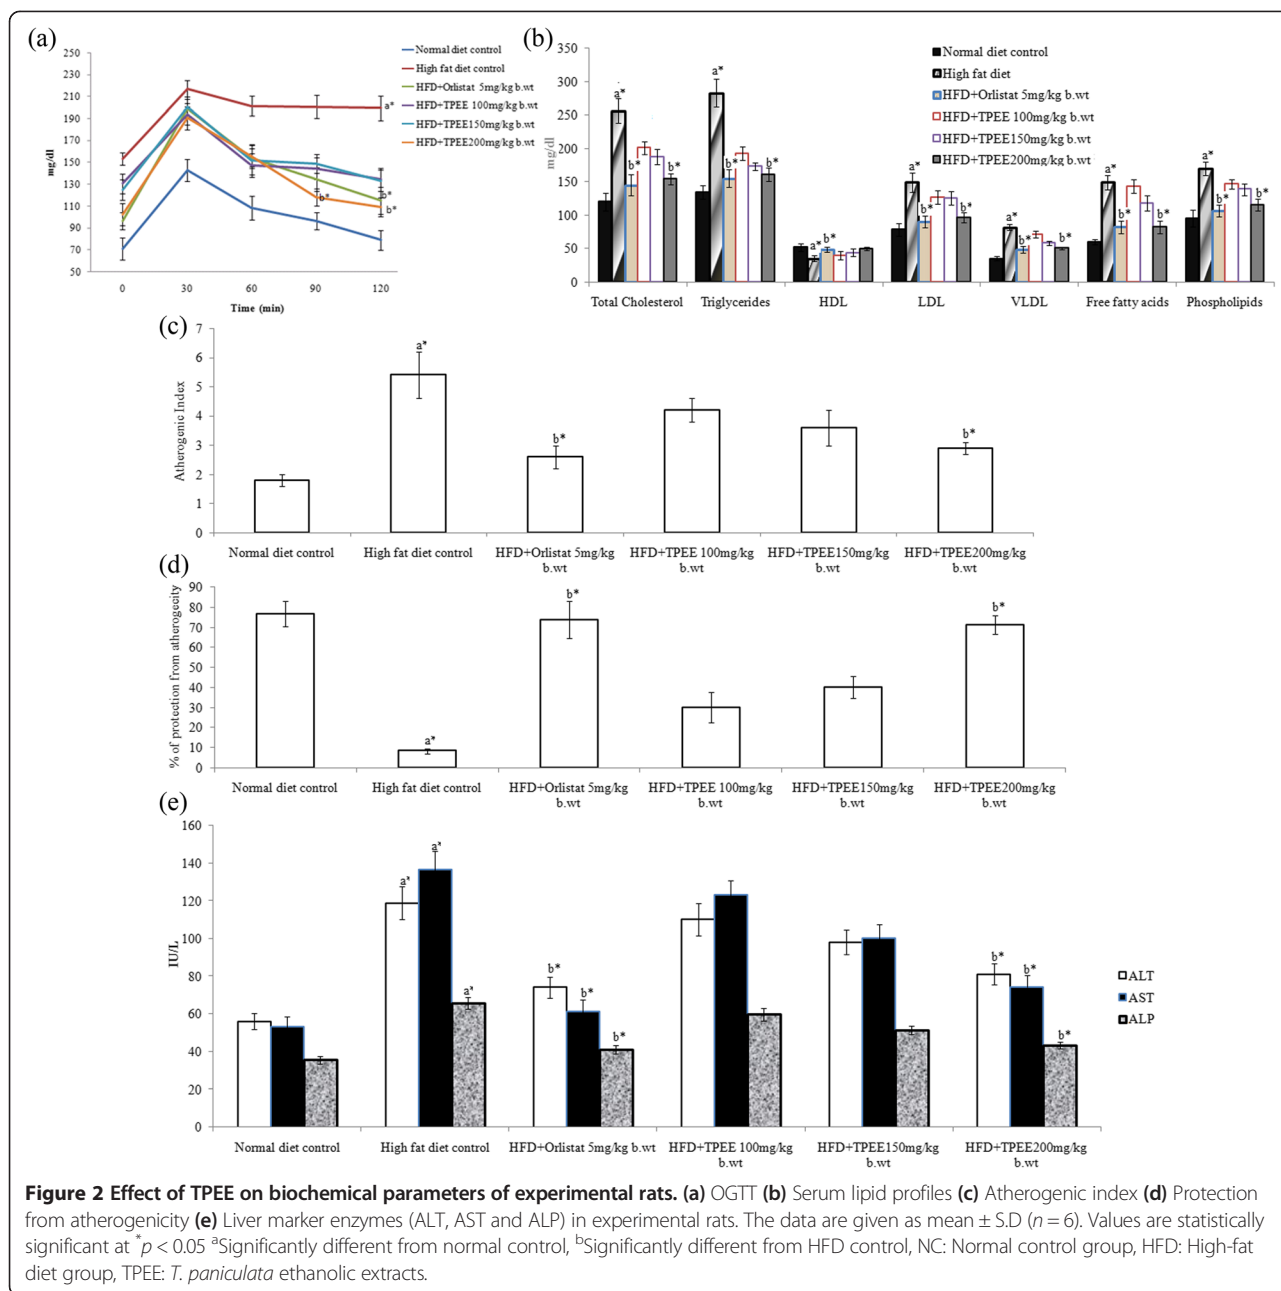 (a)
250
230
210
190
170
150
130
110
90
70
50
mg/dl
0 30 60 90 120
Time (min)
Normal diet control
High fat diet control
HFD+Orlistat 5mg/kg b.wt
HFD+TPEE 100mg/kg b.wt
HFD+TPEE150mg/kg b.wt
HFD+TPEE200mg/kg b.wt
a*
b*
b*
b*
(b)
350
300
250
200
150
100
50
0
mg/dl
Normal diet control
High fat diet
HFD+Orlistat 5mg/kg b.wt
HFD+TPEE 100mg/kg b.wt
HFD+TPEE150mg/kg b.wt
HFD+TPEE200mg/kg b.wt
a* b* b*
a* b* b*
a* b*
a* b* b*
a* b* b*
a* b* b*
a* b* b*
Total Cholesterol Triglycerides HDL LDL VLDL Free fatty acids Phospholipids
(c)
7
6
5
4
3
2
1
0
Atherogenic Index
a*
b*
b*
Normal diet control High fat diet control HFD+Orlistat 5mg/kg HFD+TPEE 100mg/kg HFD+TPEE150mg/kg HFD+TPEE200mg/kg
b.wt b.wt b.wt b.wt
(d)
90
80
70
60
50
40
30
20
10
0
% of protection from atherogecity
a*
b*
b*
Normal diet control High fat diet control HFD+Orlistat 5mg/kg HFD+TPEE 100mg/kg HFD+TPEE150mg/kg HFD+TPEE200mg/kg
b.wt b.wt b.wt b.wt
(e)
160
140
120
100
80
60
40
20
0
IU/L
a* a* a*
b* b* b*
b* b* b*
ALT
AST
ALP
Normal diet control High fat diet control HFD+Orlistat 5mg/kg b.wt HFD+TPEE 100mg/kg HFD+TPEE150mg/kg HFD+TPEE200mg/kg
b.wt b.wt b.wt
Figure 2 Effect of TPEE on biochemical parameters of experimental rats. (a) OGTT (b) Serum lipid profiles (c) Atherogenic index (d) Protection
from atherogenicity (e) Liver marker enzymes (ALT, AST and ALP) in experimental rats. The data are given as mean ± S.D (n = 6). Values are statistically
significant at *p < 0.05 aSignificantly different from normal control, bSignificantly different from HFD control, NC: Normal control group, HFD: High-fat
diet group, TPEE: T. paniculata ethanolic extracts.